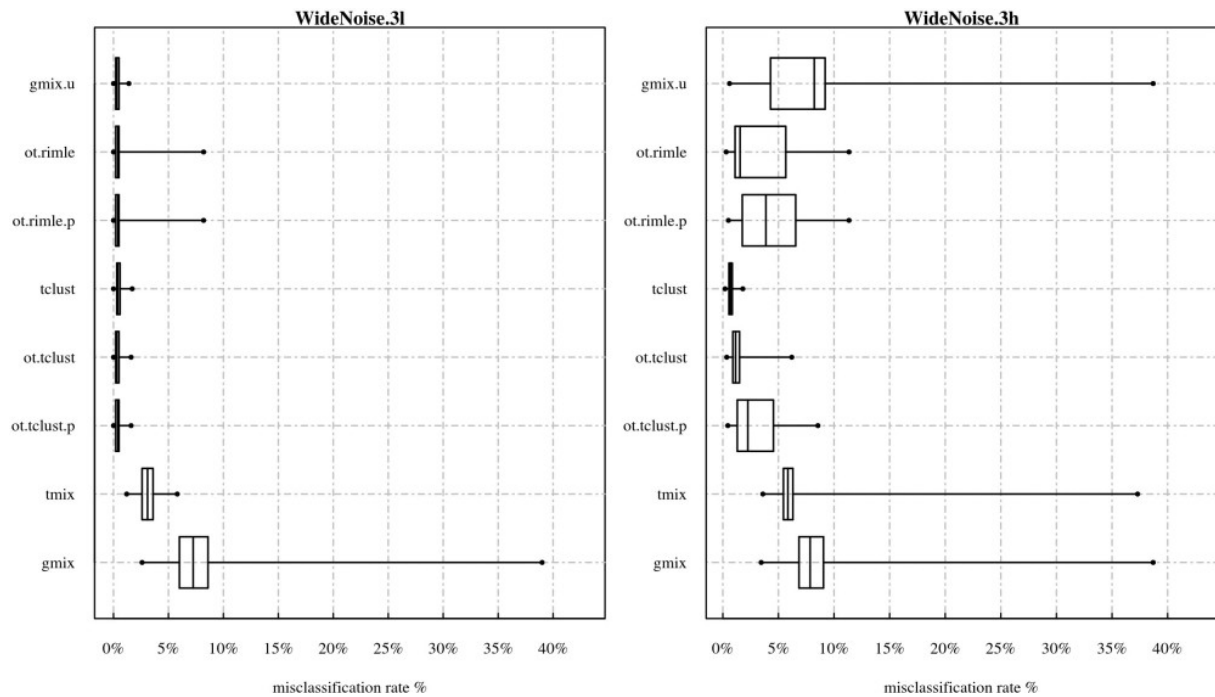 WideNoise.3l
gmix.u
ot.rimle
ot.rimle.p
tclust
ot.tclust
ot.tclust.p
tmix
gmix
0% 5% 10% 15% 20% 25% 30% 35% 40%
misclassification rate %
WideNoise.3h
gmix.u
ot.rimle
ot.rimle.p
tclust
ot.tclust
ot.tclust.p
tmix
gmix
0% 5% 10% 15% 20% 25% 30% 35% 40%
misclassification rate %